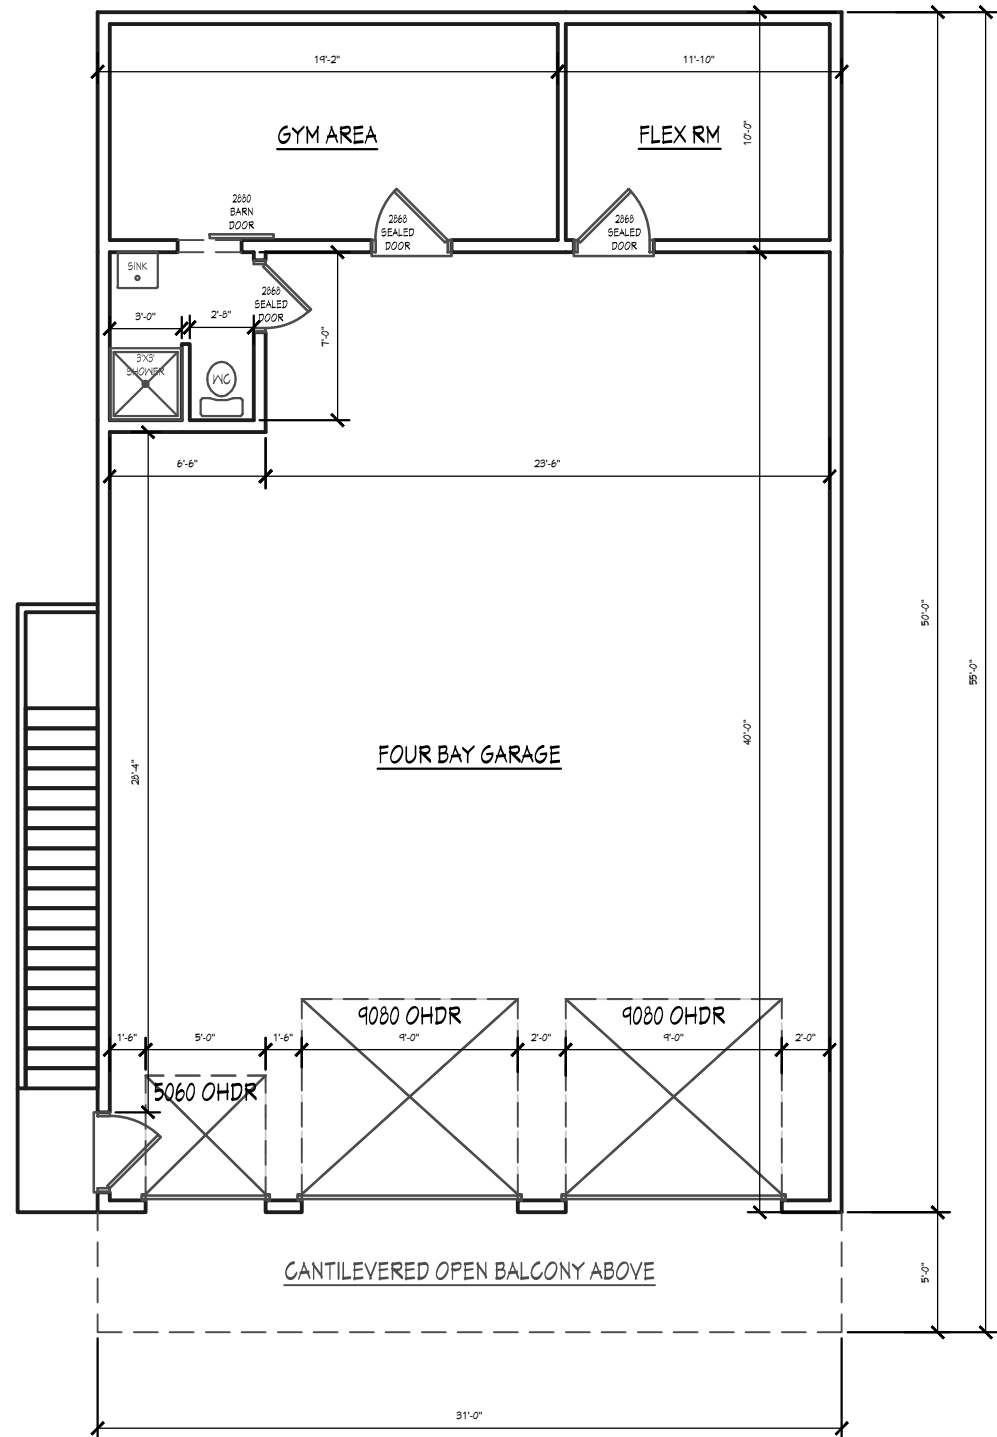 19'-2"
11'-10"
GYM AREA
FLEX RM
10'-0"
2880
BARN
DOOR
2868
SEALED
DOOR
2868
SEALED
DOOR
SINK
2868
SEALED
DOOR
3'-0"
2'-8"
7'-0"
3'X3'
SHOWER
WC
6'-6"
23'-6"
50'-0"
55'-0"
40'-0"
FOUR BAY GARAGE
28'-4"
9080 OHDR
9080 OHDR
1'-6"
5'-0"
1'-6"
9'-0"
2'-0"
9'-0"
2'-0"
5060 OHDR
CANTILEVERED OPEN BALCONY ABOVE
5'-0"
31'-0"